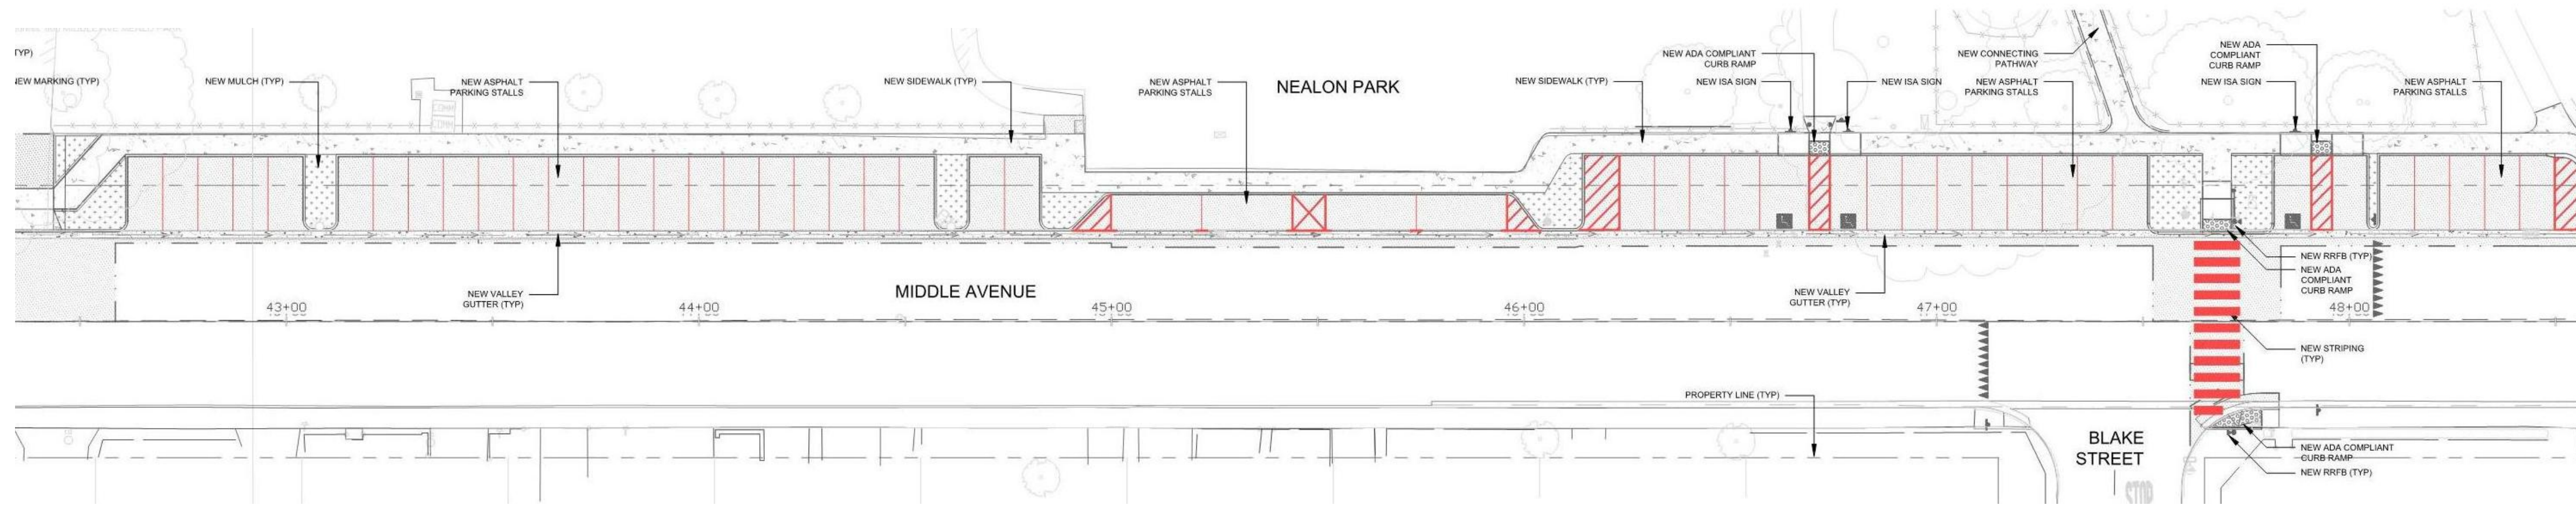 TYP)
NEW MARKING (TYP)
NEW MULCH (TYP)
NEW ASPHALT
PARKING STALLS
NEW SIDEWALK (TYP)
NEW ASPHALT
PARKING STALLS
NEALON PARK
NEW SIDEWALK (TYP)
NEW ADA COMPLIANT
CURB RAMP
NEW ISA SIGN
NEW ISA SIGN
NEW CONNECTING
PATHWAY
NEW ASPHALT
PARKING STALLS
NEW ADA
COMPLIANT
CURB RAMP
NEW ISA SIGN
NEW ASPHALT
PARKING STALLS
COMM
COMM
NEW VALLEY
GUTTER (TYP)
MIDDLE AVENUE
NEW VALLEY
GUTTER (TYP)
NEW RRFB (TYP)
NEW ADA
COMPLIANT
CURB RAMP
43+00
44+00
45+00
46+00
47+00
48+00
NEW STRIPING
(TYP)
PROPERTY LINE (TYP)
BLAKE
STREET
NEW ADA COMPLIANT
CURB RAMP
NEW RRFB (TYP)
STOP